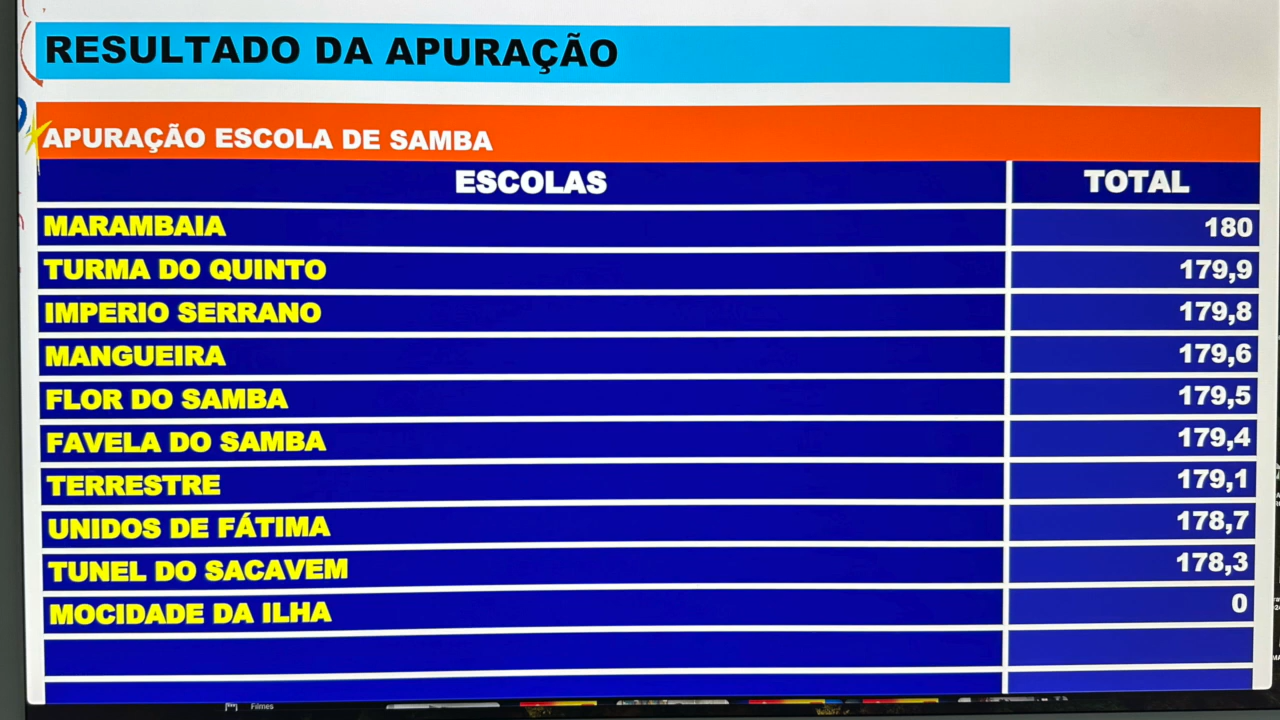 RESULTADO DA APURAÇÃO
APURAÇÃO ESCOLA DE SAMBA
ESCOLAS TOTAL
MARAMBAIA 180
TURMA DO QUINTO 179,9
IMPERIO SERRANO 179,8
MANGUEIRA 179,6
FLOR DO SAMBA 179,5
FAVELA DO SAMBA 179,4
TERRESTRE 179,1
UNIDOS DE FÁTIMA 178,7
TUNEL DO SACAVEM 178,3
MOCIDADE DA ILHA 0
Filmes